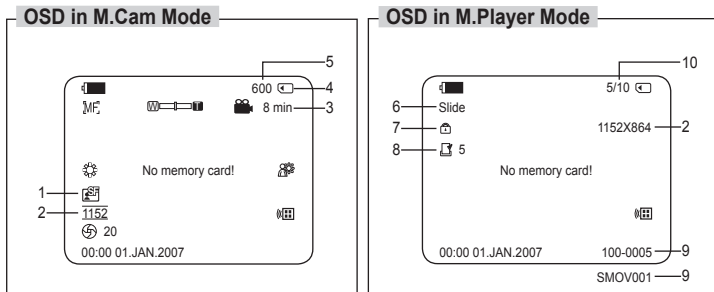 OSD in M.Cam Mode
5
600
4
MF
W T
8 min
3
No memory card!
1
SF
2
1152
20
00:00 01.JAN.2007
OSD in M.Player Mode
10
5/10
6
Slide
7
1152X864
2
8
5
No memory card!
00:00 01.JAN.2007
100-0005
9
SMOV001
9